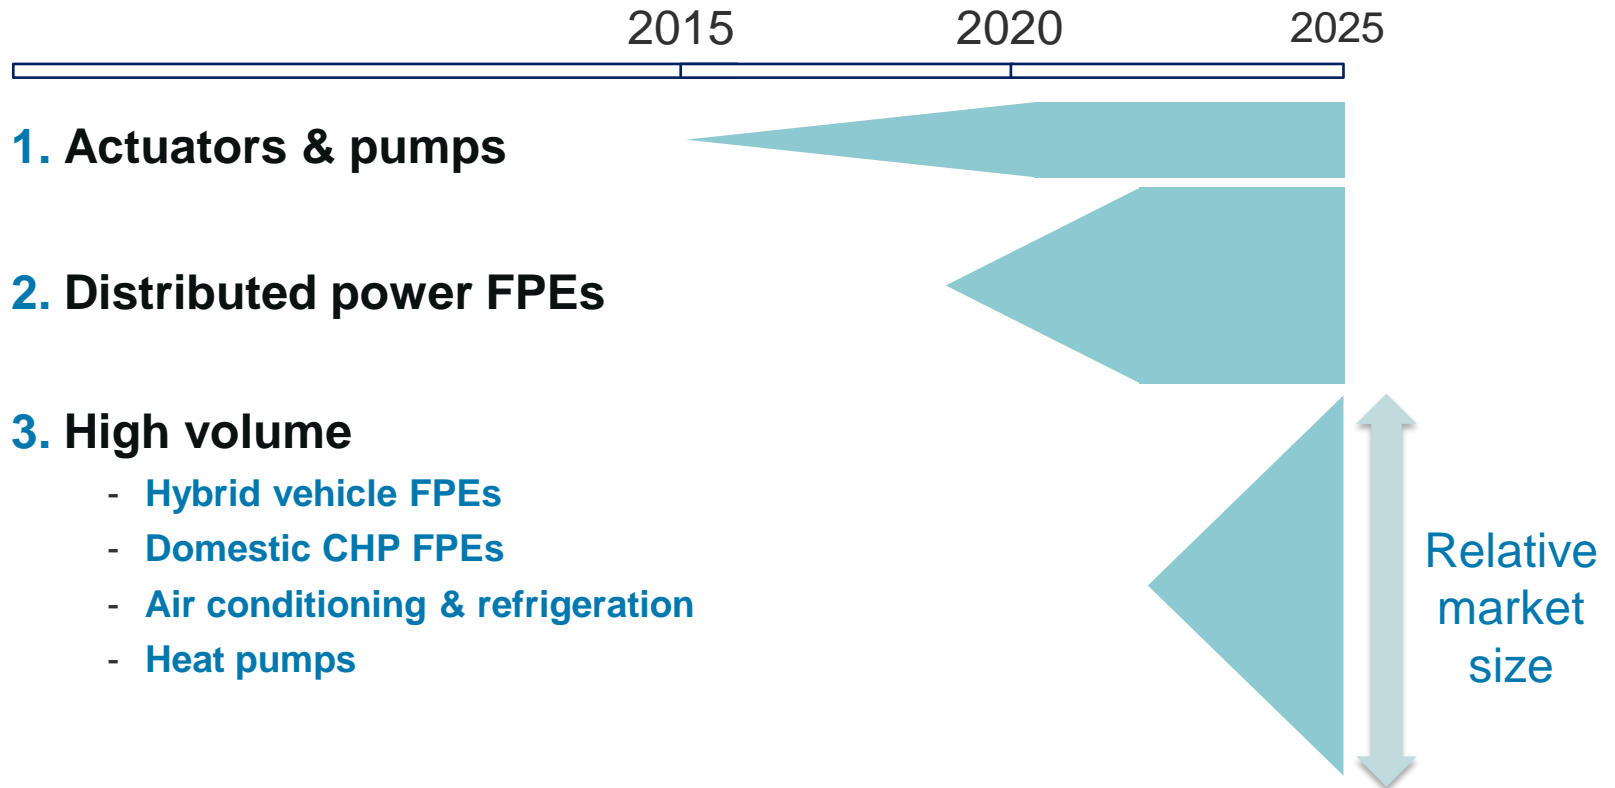 2015 2020 2025
1. Actuators & pumps
2. Distributed power FPEs
3. High volume
- Hybrid vehicle FPEs
- Domestic CHP FPEs
- Air conditioning & refrigeration
- Heat pumps
Relative
market
size